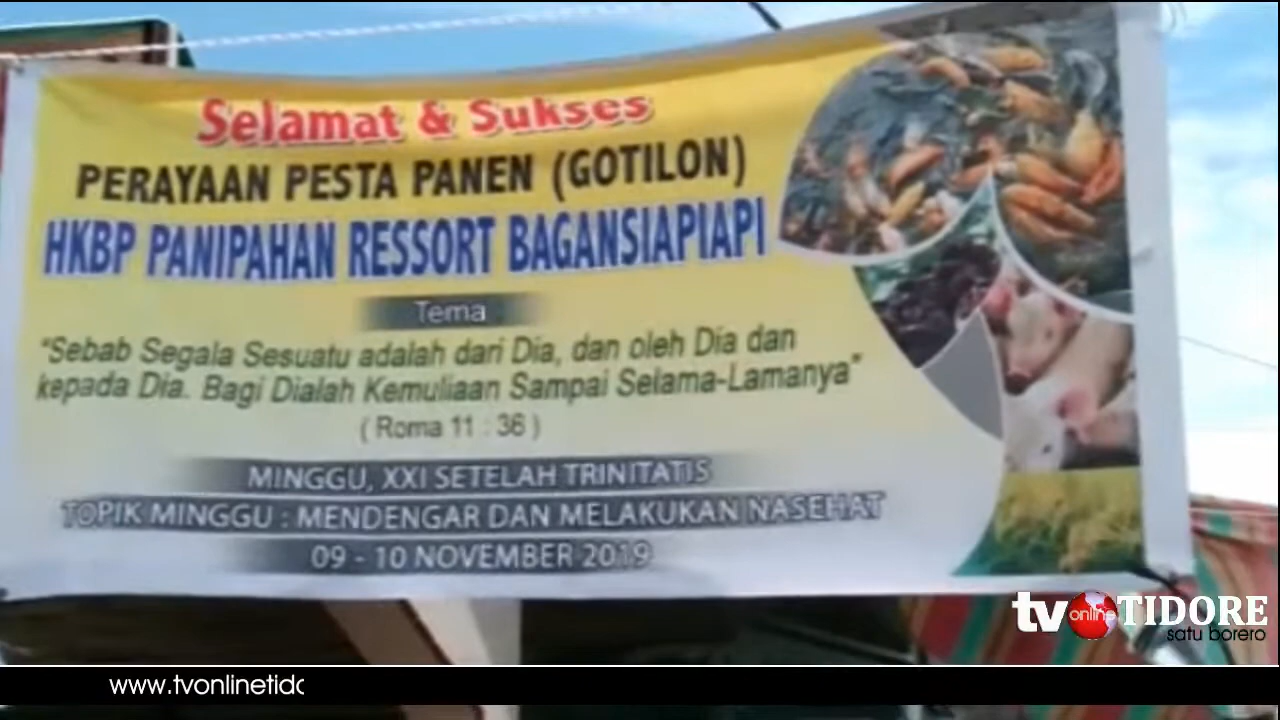 Selamat & Sukses
PERAYAAN PESTA PANEN (GOTILON)
HKBP PANIPAHAN RESSORT BAGANSIAPIAPI
Tema
"Sebab Segala Sesuatu adalah dari Dia, dan oleh Dia dan
kepada Dia. Bagi Dialah Kemuliaan Sampai Selama-Lamanya"
( Roma 11 : 36 )
MINGGU, XXI SETELAH TRINITATIS
TOPIK MINGGU : MENDENGAR DAN MELAKUKAN NASEHAT
09 - 10 NOVEMBER 2019
tv online TIDORE
satu borero
www.tvonlinetido